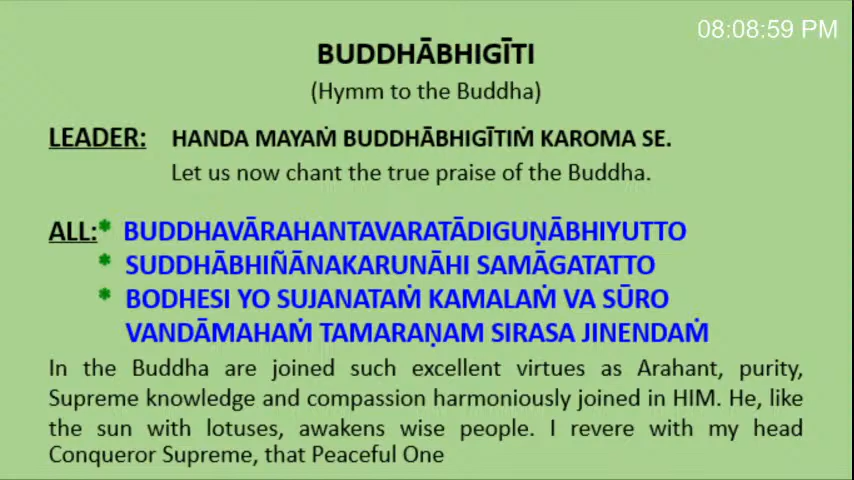 08:08:59 PM
BUDDHĀBHIGĪTI
(Hymm to the Buddha)
LEADER: HANDA MAYAṀ BUDDHĀBHIGĪTIṀ KAROMA SE.
Let us now chant the true praise of the Buddha.
ALL:* BUDDHAVĀRAHANTAVARATĀDIGUṆĀBHIYUTTO
* SUDDHĀBHIÑĀNAKARUNĀHI SAMĀGATATTO
* BODHESI YO SUJANATAṀ KAMALAṀ VA SŪRO
VANDĀMAHAṀ TAMARAṆAM SIRASA JINENDAṀ
In the Buddha are joined such excellent virtues as Arahant, purity,
Supreme knowledge and compassion harmoniously joined in HIM. He, like
the sun with lotuses, awakens wise people. I revere with my head
Conqueror Supreme, that Peaceful One